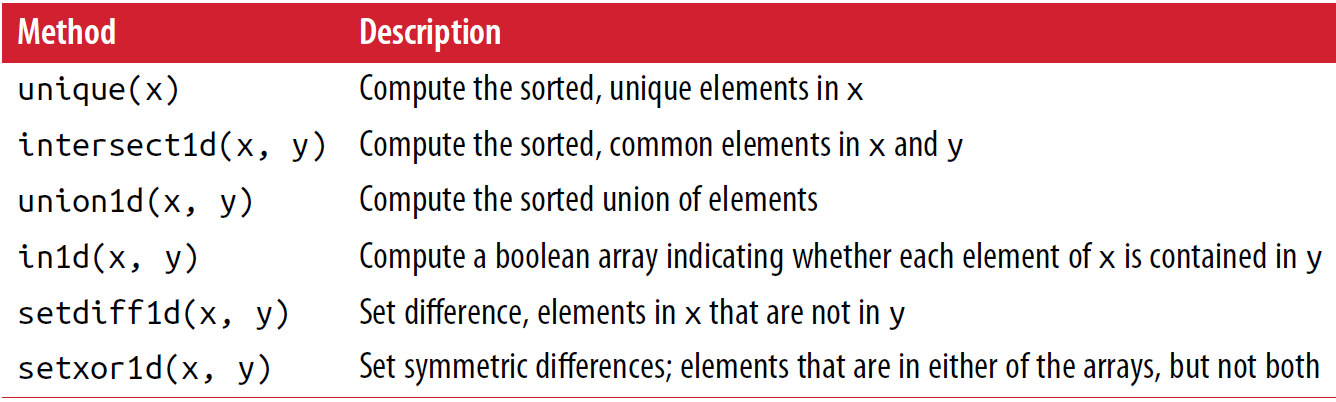 Method Description
unique(x) Compute the sorted, unique elements in x
intersect1d(x, y) Compute the sorted, common elements in x and y
union1d(x, y) Compute the sorted union of elements
in1d(x, y) Compute a boolean array indicating whether each element of x is contained in y
setdiff1d(x, y) Set difference, elements in x that are not in y
setxor1d(x, y) Set symmetric differences; elements that are in either of the arrays, but not both